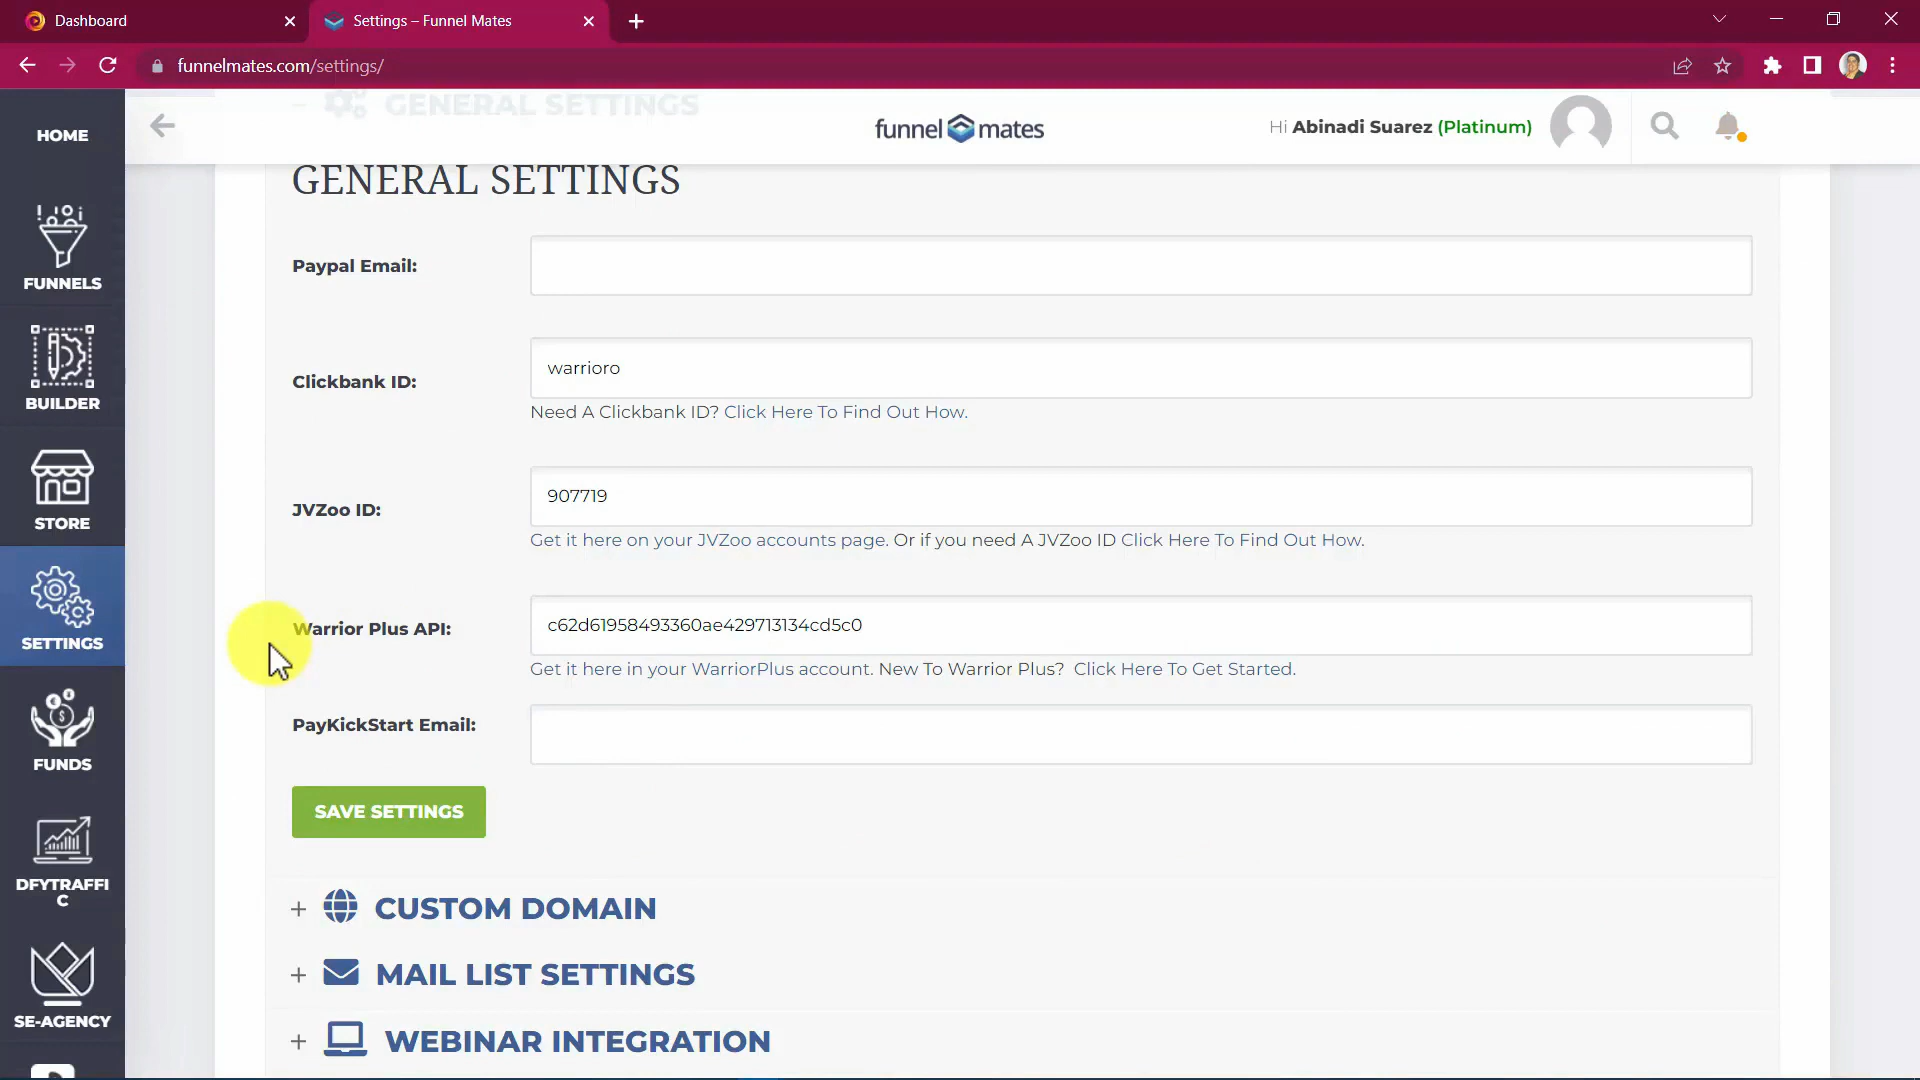 Dashboard
Settings – Funnel Mates
funnelmates.com/settings/
HOME
GENERAL SETTINGS
funnel mates
Hi Abinadi Suarez (Platinum)
GENERAL SETTINGS
FUNNELS
BUILDER
STORE
SETTINGS
FUNDS
DFYTRAFFI
C
SE-AGENCY
Paypal Email:
Clickbank ID:
warrioro
Need A Clickbank ID? Click Here To Find Out How.
JVZoo ID:
907719
Get it here on your JVZoo accounts page. Or if you need A JVZoo ID Click Here To Find Out How.
Warrior Plus API:
c62d61958493360ae429713134cd5c0
Get it here in your WarriorPlus account. New To Warrior Plus? Click Here To Get Started.
PayKickStart Email:
SAVE SETTINGS
CUSTOM DOMAIN
MAIL LIST SETTINGS
WEBINAR INTEGRATION